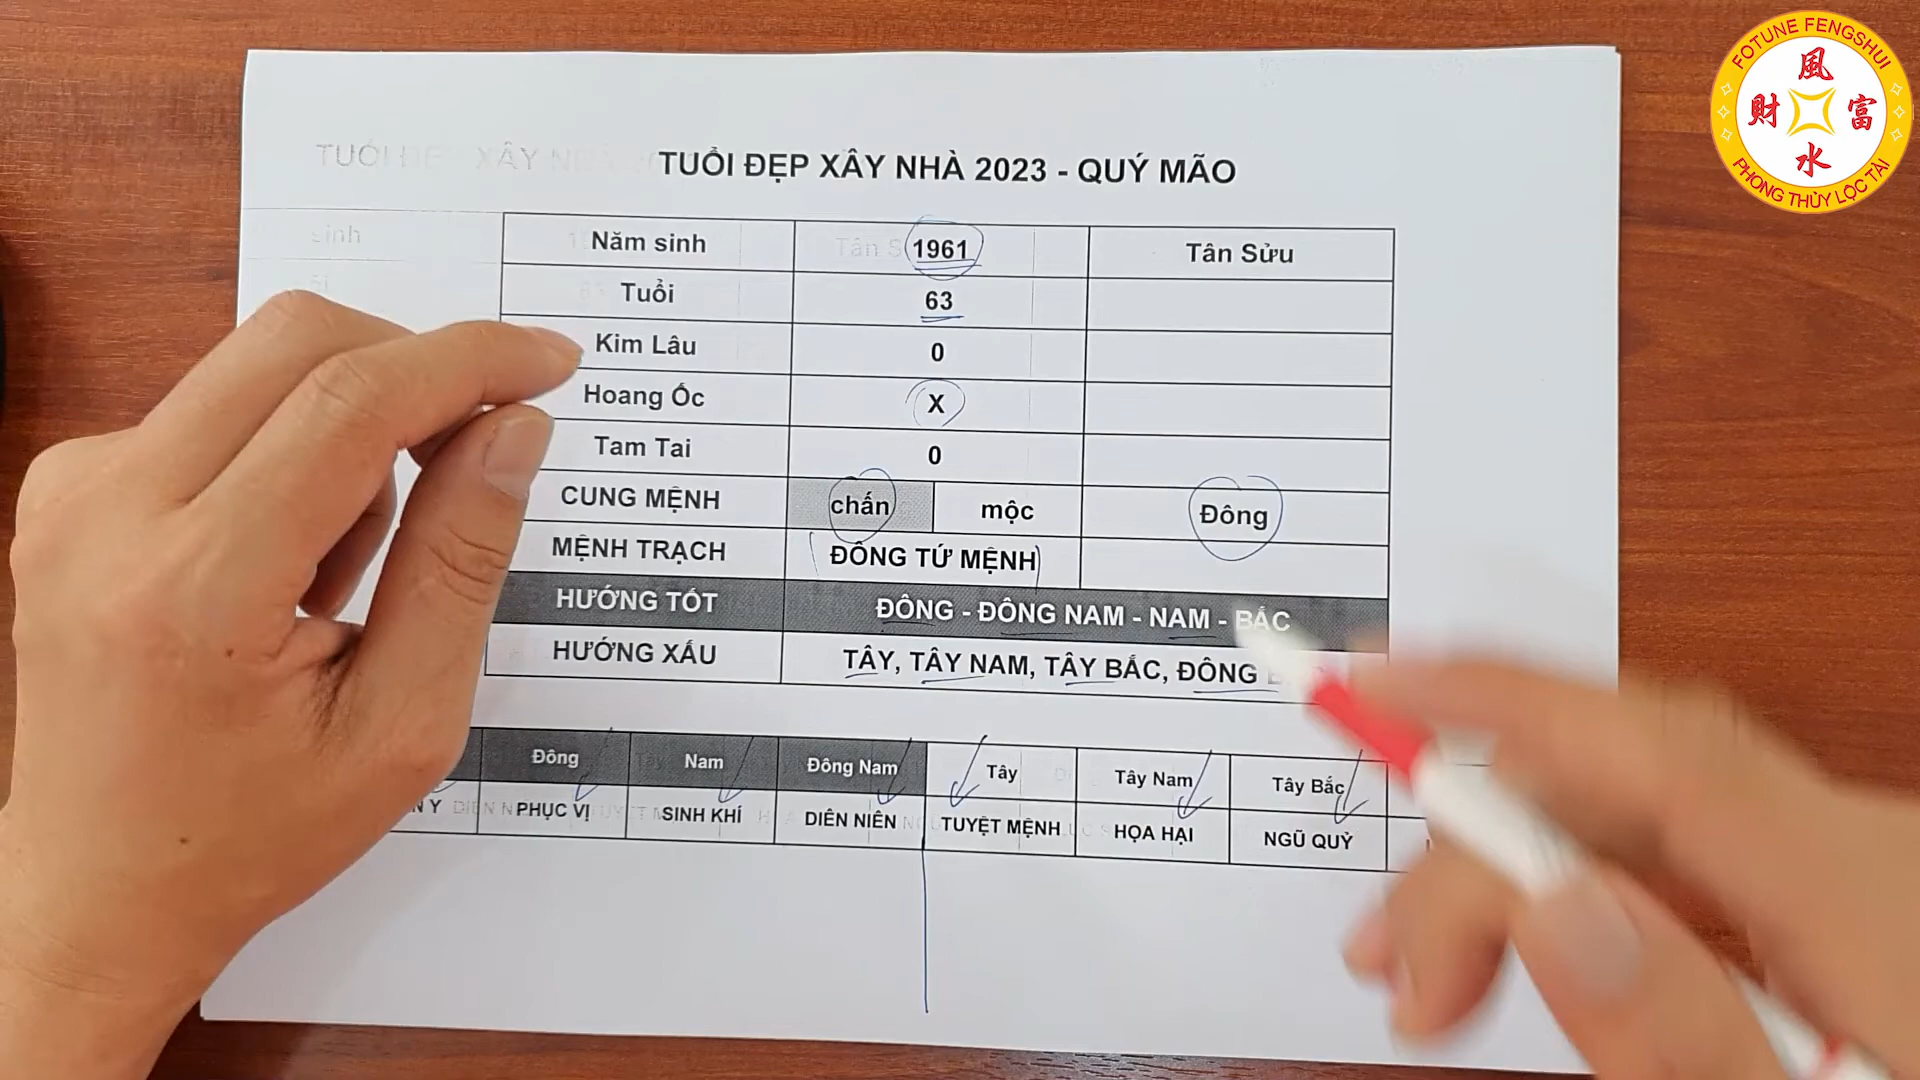 FOTUNE FENGSHUI
風
財 富
水
PHONG THỦY LỘC TÀI
TUỔI ĐẸP XÂY NHÀ 2023 - QUÝ MÃO
Năm sinh 1961 Tân Sửu
Tuổi 63
Kim Lâu 0
Hoang Ốc X
Tam Tai 0
CUNG MỆNH chấn mộc Đông
MỆNH TRẠCH ĐÔNG TỨ MỆNH
HƯỚNG TỐT ĐÔNG - ĐÔNG NAM - NAM - BẮC
HƯỚNG XẤU TÂY, TÂY NAM, TÂY BẮC, ĐÔNG
Đông Nam Đông Nam Tây Tây Nam Tây Bắc
N Y PHỤC VỊ SINH KHÍ DIÊN NIÊN TUYỆT MỆNH HỌA HẠI NGŨ QUỶ